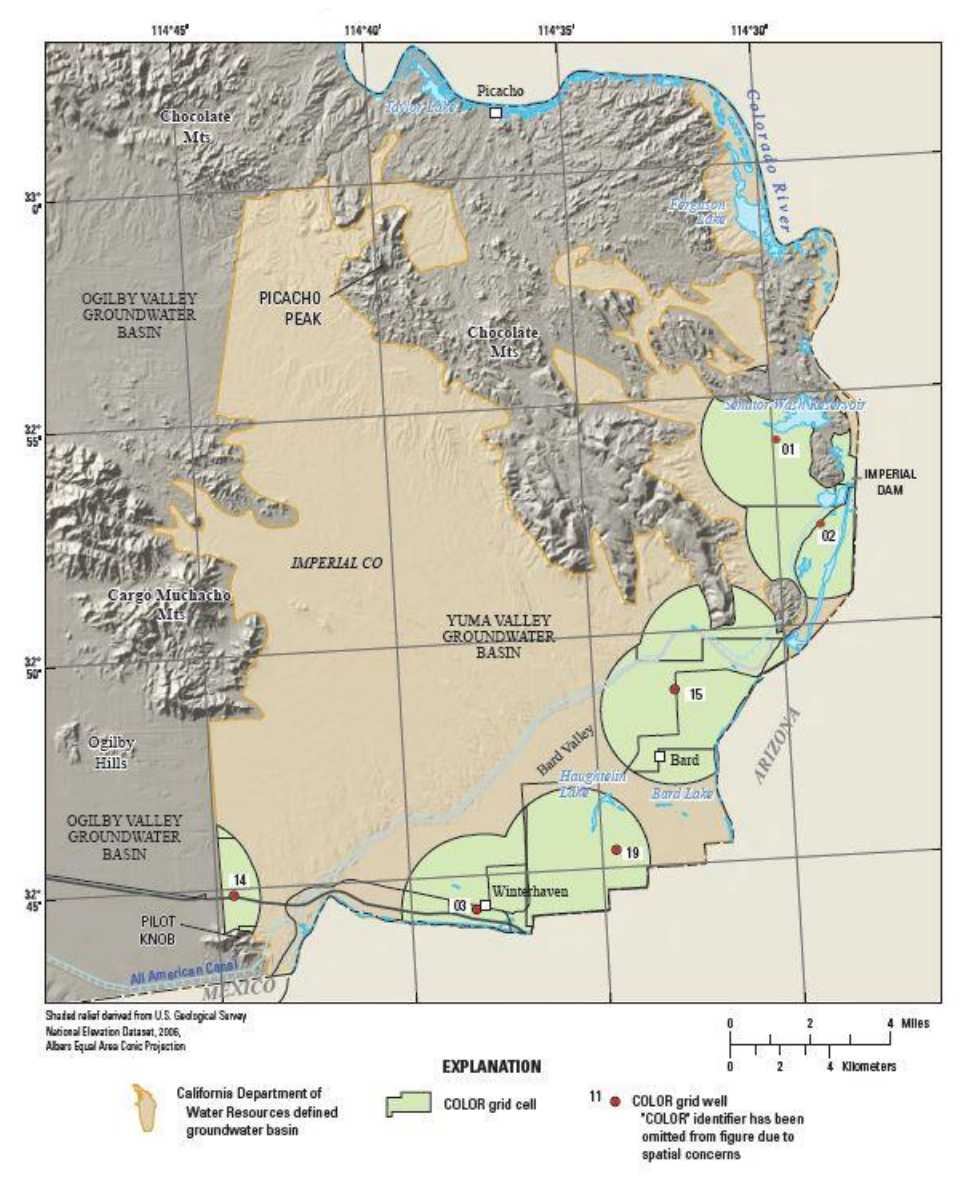 114°45'
114°40'
114°35'
114°30'
Chocolate
Mts
Taylor Lake
Picacho
Colorado River
33°
0'
Ferguson
Lake
OGILBY VALLEY
GROUNDWATER
BASIN
PICACHO
PEAK
Chocolate
Mts
Senator Wash Reservoir
32°
55'
01
IMPERIAL
DAM
02
IMPERIAL CO
Cargo Muchacho
Mts
YUMA VALLEY
GROUNDWATER
BASIN
32°
50'
15
ARIZONA
Ogilby
Hills
Bard Valley
Bard
Haughtelin
Lake
Bard Lake
OGILBY VALLEY
GROUNDWATER
BASIN
19
14
32°
45'
Winterhaven
03
PILOT
KNOB
All American Canal
MEXICO
Shaded relief derived from U.S. Geological Survey
National Elevation Dataset, 2006,
Albers Equal Area Conic Projection
0 2 4 Miles
0 2 4 Kilometers
EXPLANATION
California Department of
Water Resources defined
groundwater basin
COLOR grid cell
11
COLOR grid well
"COLOR" identifier has been
omitted from figure due to
spatial concerns